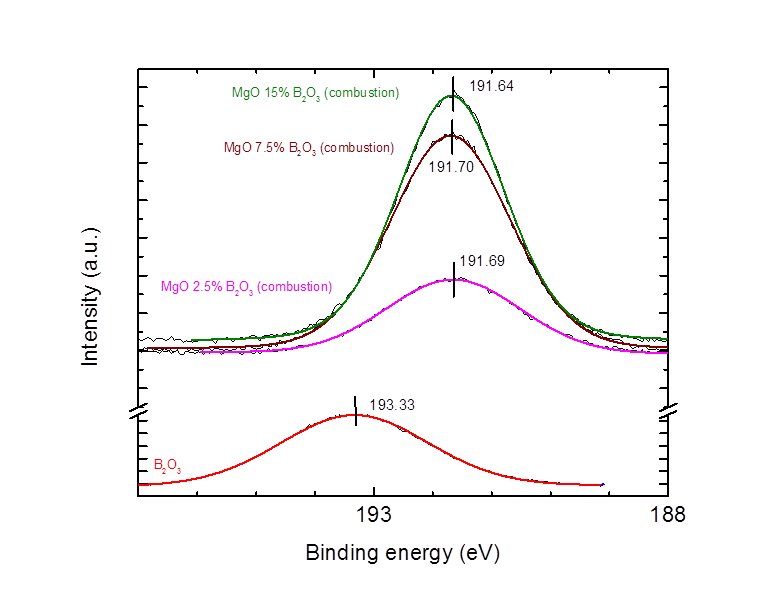 191.64
MgO 15% B₂O₃ (combustion)
MgO 7.5% B₂O₃ (combustion)
191.70
191.69
MgO 2.5% B₂O₃ (combustion)
Intensity (a.u.)
193.33
B₂O₃
193
188
Binding energy (eV)